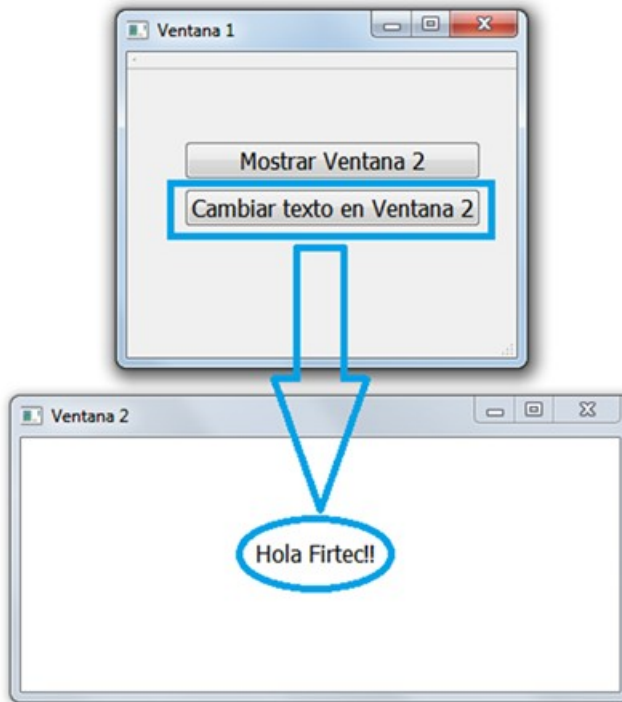 Ventana 1
Mostrar Ventana 2
Cambiar texto en Ventana 2
Ventana 2
Hola Firtec!!